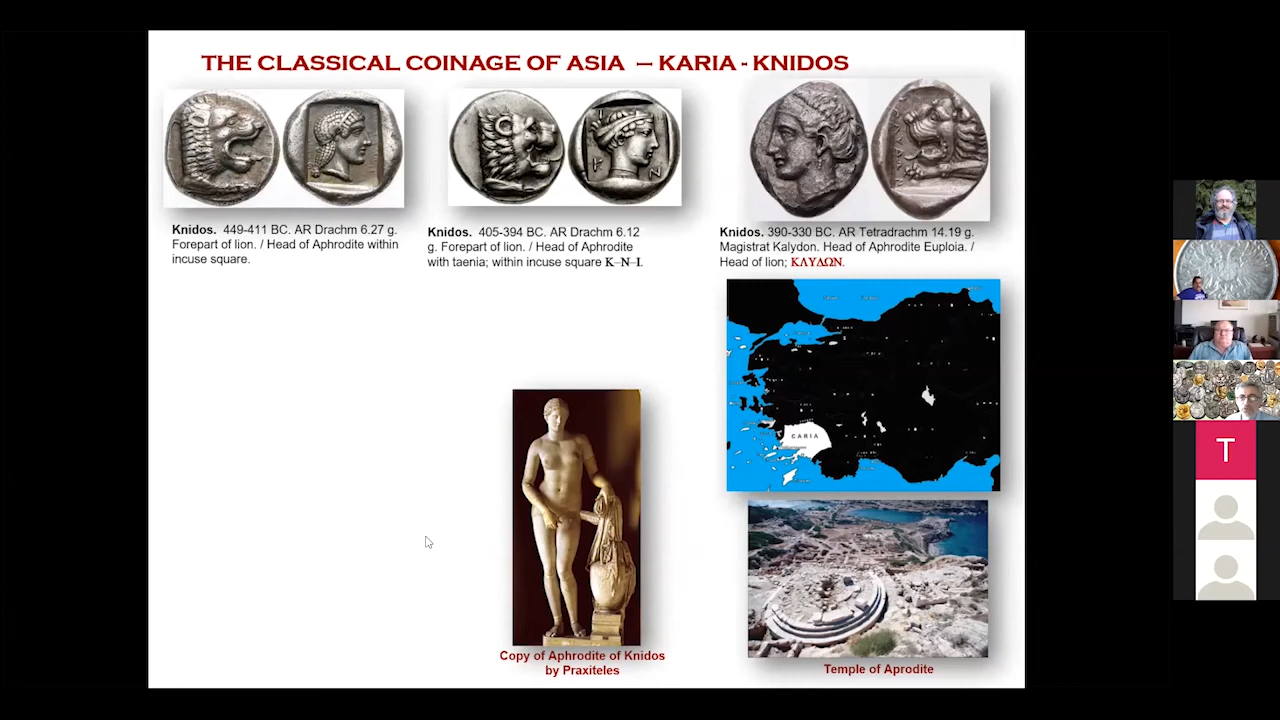 THE CLASSICAL COINAGE OF ASIA – KARIA - KNIDOS
Knidos. 449-411 BC. AR Drachm 6.27 g.
Forepart of lion. / Head of Aphrodite within
incuse square.
Knidos. 405-394 BC. AR Drachm 6.12
g. Forepart of lion. / Head of Aphrodite
with taenia; within incuse square K–N–I.
Knidos. 390-330 BC. AR Tetradrachm 14.19 g.
Magistrat Kalydon. Head of Aphrodite Euploia. /
Head of lion; ΚΛΥΔΩΝ.
CARIA
Copy of Aphrodite of Knidos
by Praxiteles
Temple of Aprodite
T